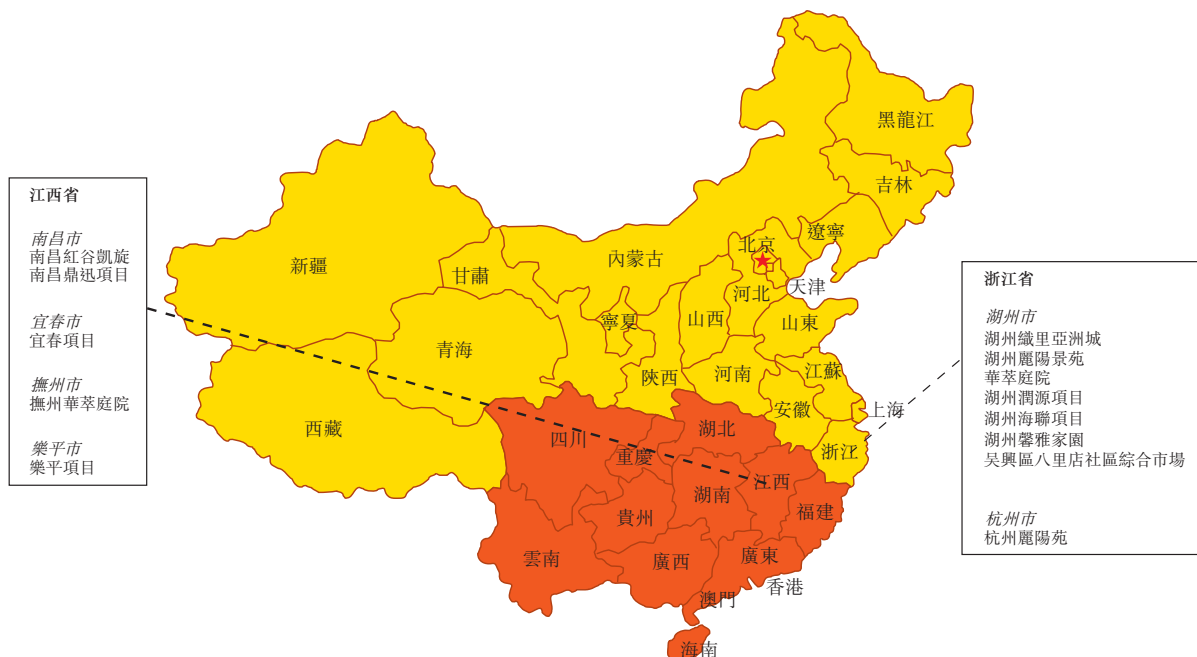 江西省
南昌市
南昌紅谷凱旋
南昌鼎迅項目
宜春市
宜春項目
撫州市
撫州華萃庭院
樂平市
樂平項目
黑龍江
吉林
遼寧
北京
內蒙古
新疆
甘肅
天津
河北
寧夏
山西
山東
青海
陝西
河南
江蘇
安徽
上海
西藏
四川
湖北
重慶
浙江
江西
湖南
福建
貴州
雲南
廣西
廣東
香港
澳門
海南
浙江省
湖州市
湖州織里亞洲城
湖州麗陽景苑
華萃庭院
湖州潤源項目
湖州海聯項目
湖州馨雅家園
吴興區八里店社區綜合市場
杭州市
杭州麗陽苑